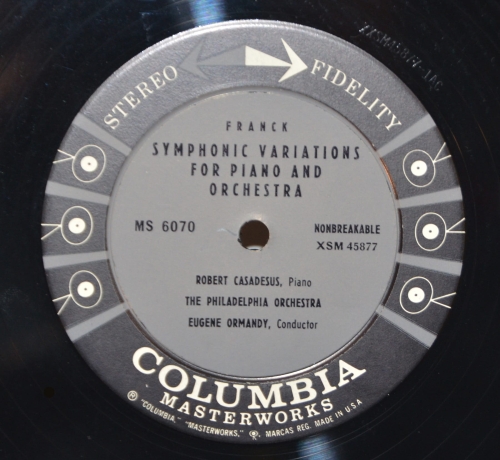 STEREO FIDELITY
FRANCK
SYMPHONIC VARIATIONS
FOR PIANO AND
ORCHESTRA
MS 6070
NONBREAKABLE
XSM 45877
ROBERT CASADESUS, Piano
THE PHILADELPHIA ORCHESTRA
EUGENE ORMANDY, Conductor
COLUMBIA
MASTERWORKS
® "COLUMBIA," "MASTERWORKS," ®. MARCAS REG. MADE IN U.S.A